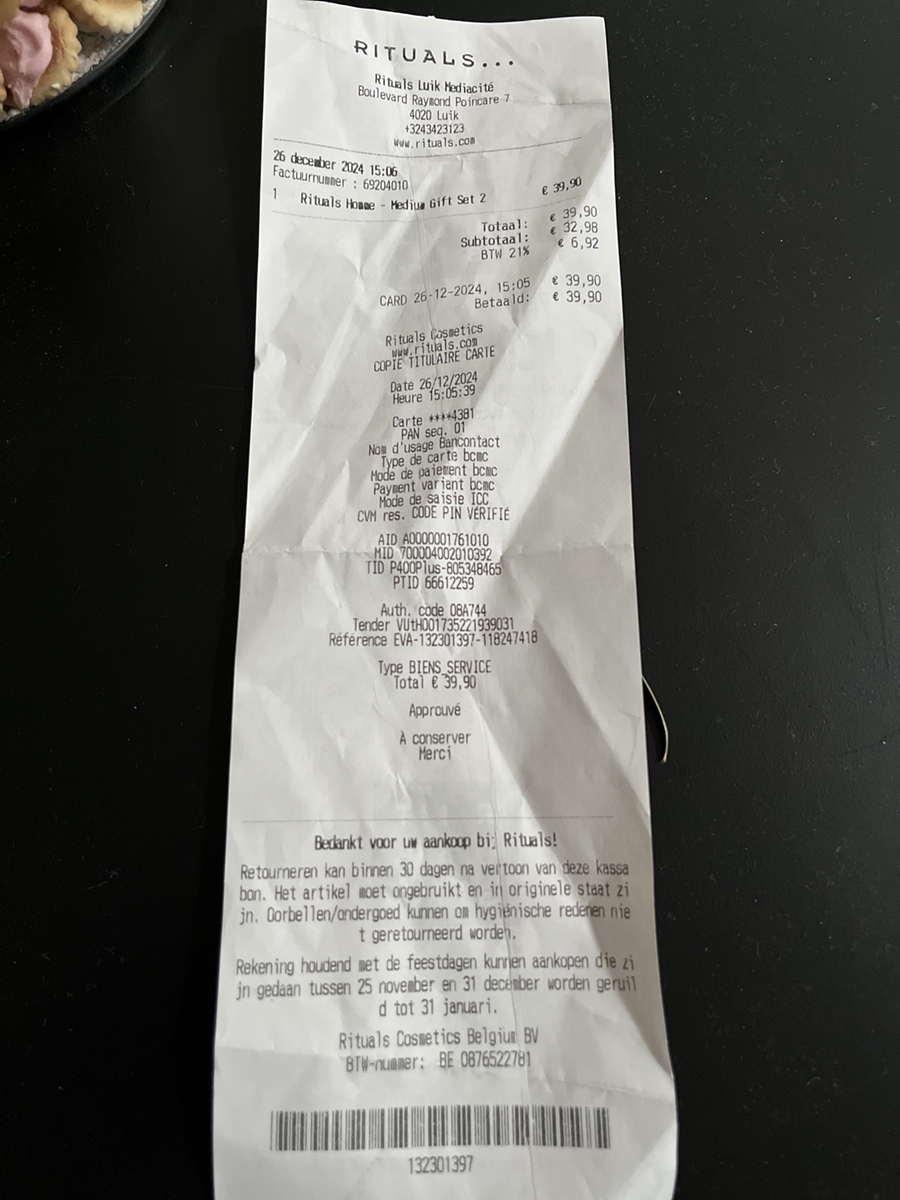 RITUALS...
Rituals Luik Mediacité
Boulevard Raymond Poincare 7
4020 Luik
+3243423123
www.rituals.com
26 december 2024 15:06
Factuurnummer : 69204010
1 Rituals Homme - Medium Gift Set 2 € 39,90
Totaal: € 39,90
Subtotaal: € 32,98
BTW 21% € 6,92
CARD 26-12-2024, 15:05 € 39,90
Betaald: € 39,90
Rituals Cosmetics
www.rituals.com
COPIE TITULAIRE CARTE
Date 26/12/2024
Heure 15:05:39
Carte ****4381
PAN seq. 01
Nom d'usage Bancontact
Type de carte bcmc
Mode de paiement bcmc
Payment variant bcmc
Mode de saisie ICC
CVM res. CODE PIN VÉRIFIÉ
AID A0000001761010
MID 700004002010392
TID P400Plus-805348465
PTID 66612259
Auth. code 08A744
Tender VUtH001735221939031
Référence EVA-132301397-118247418
Type BIENS_SERVICE
Total € 39,90
Approuvé
À conserver
Merci
Bedankt voor uw aankoop bij Rituals!
Retourneren kan binnen 30 dagen na vertoon van deze kassa
bon. Het artikel moet ongebruikt en in originele staat zi
jn. Oorbellen/ondergoed kunnen om hygiënische redenen nie
t geretourneerd worden.
Rekening houdend met de feestdagen kunnen aankopen die zi
jn gedaan tussen 25 november en 31 december worden geruil
d tot 31 januari.
Rituals Cosmetics Belgium BV
BTW-nummer: BE 0876522781
132301397